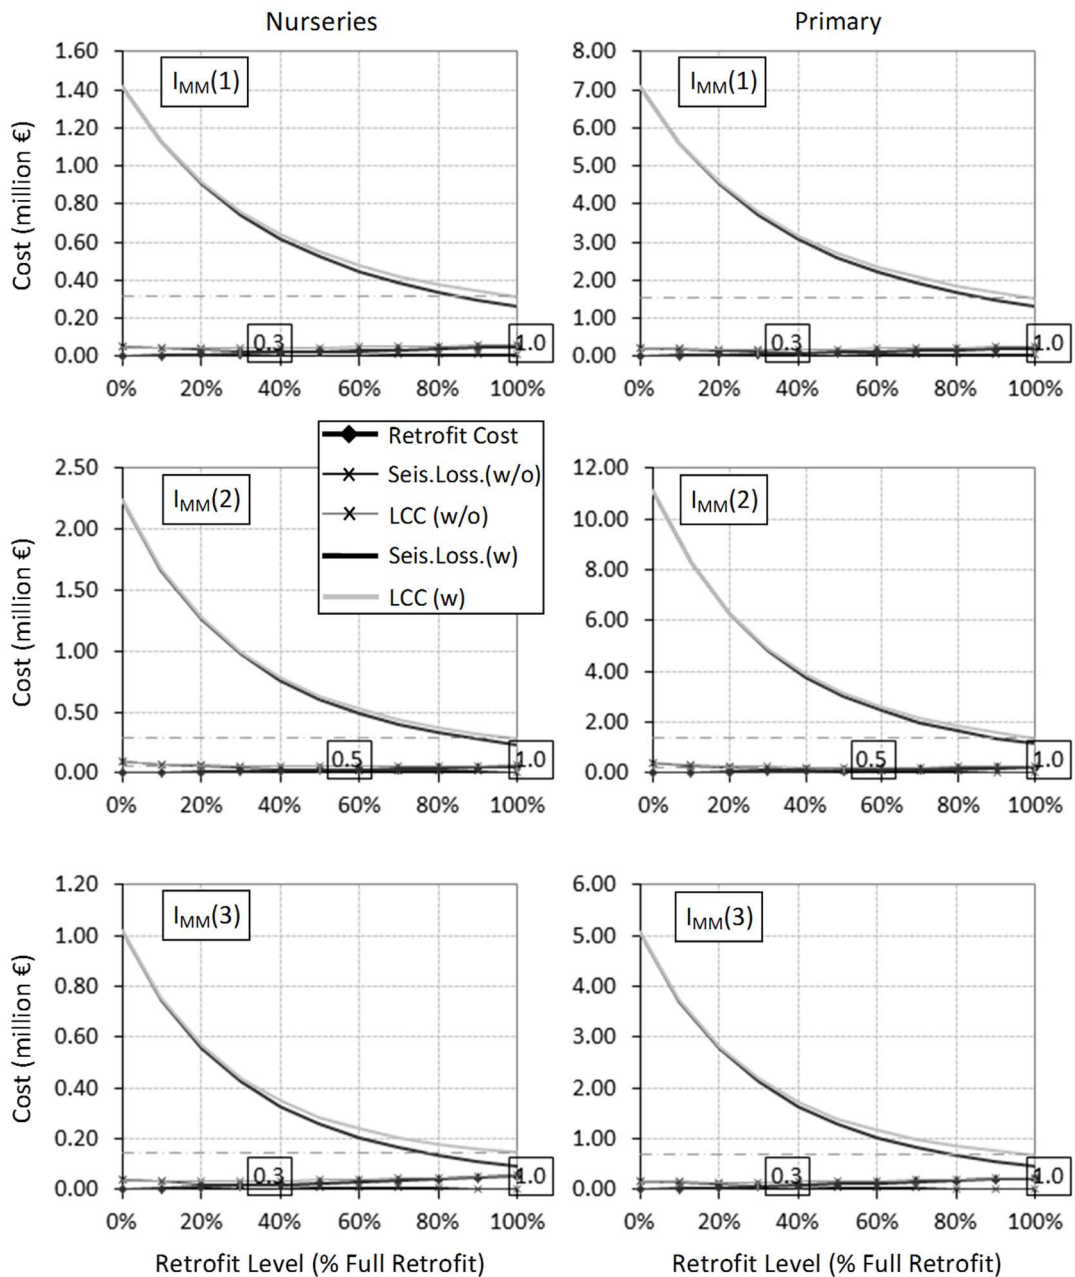 Nurseries
Primary
Cost (million €)
1.60
1.40
1.20
1.00
0.80
0.60
0.40
0.20
0.00
I_MM(1)
0.3
1.0
0% 20% 40% 60% 80% 100%
8.00
7.00
6.00
5.00
4.00
3.00
2.00
1.00
0.00
I_MM(1)
0.3
1.0
0% 20% 40% 60% 80% 100%
Cost (million €)
2.50
2.00
1.50
1.00
0.50
0.00
I_MM(2)
Retrofit Cost
Seis.Loss.(w/o)
LCC (w/o)
Seis.Loss.(w)
LCC (w)
0.5
1.0
0% 20% 40% 60% 80% 100%
12.00
10.00
8.00
6.00
4.00
2.00
0.00
I_MM(2)
0.5
1.0
0% 20% 40% 60% 80% 100%
Cost (million €)
1.20
1.00
0.80
0.60
0.40
0.20
0.00
I_MM(3)
0.3
1.0
0% 20% 40% 60% 80% 100%
Retrofit Level (% Full Retrofit)
6.00
5.00
4.00
3.00
2.00
1.00
0.00
I_MM(3)
0.3
1.0
0% 20% 40% 60% 80% 100%
Retrofit Level (% Full Retrofit)